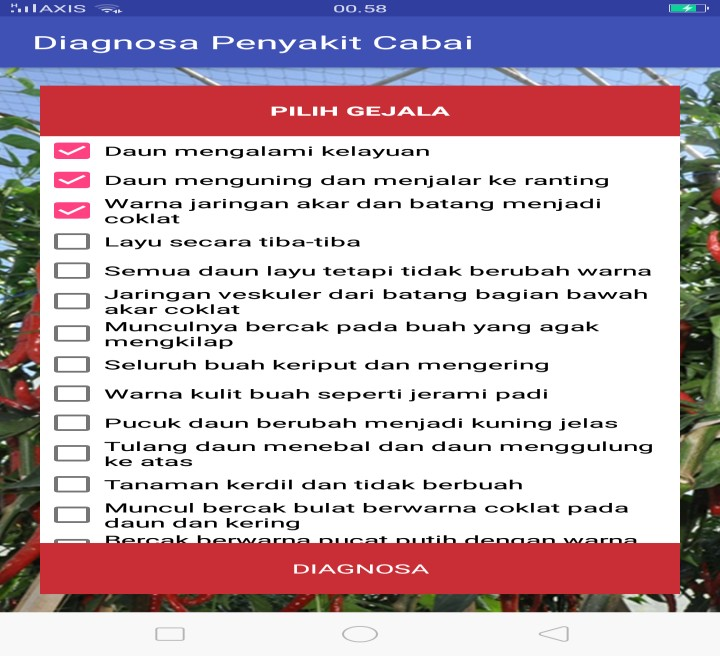 AXIS
00.58
Diagnosa Penyakit Cabai
PILIH GEJALA
Daun mengalami kelayuan
Daun menguning dan menjalar ke ranting
Warna jaringan akar dan batang menjadi
coklat
Layu secara tiba-tiba
Semua daun layu tetapi tidak berubah warna
Jaringan veskuler dari batang bagian bawah
akar coklat
Munculnya bercak pada buah yang agak
mengkilap
Seluruh buah keriput dan mengering
Warna kulit buah seperti jerami padi
Pucuk daun berubah menjadi kuning jelas
Tulang daun menebal dan daun menggulung
ke atas
Tanaman kerdil dan tidak berbuah
Muncul bercak bulat berwarna coklat pada
daun dan kering
Bercak berwarna pucat putih dengan warna
DIAGNOSA